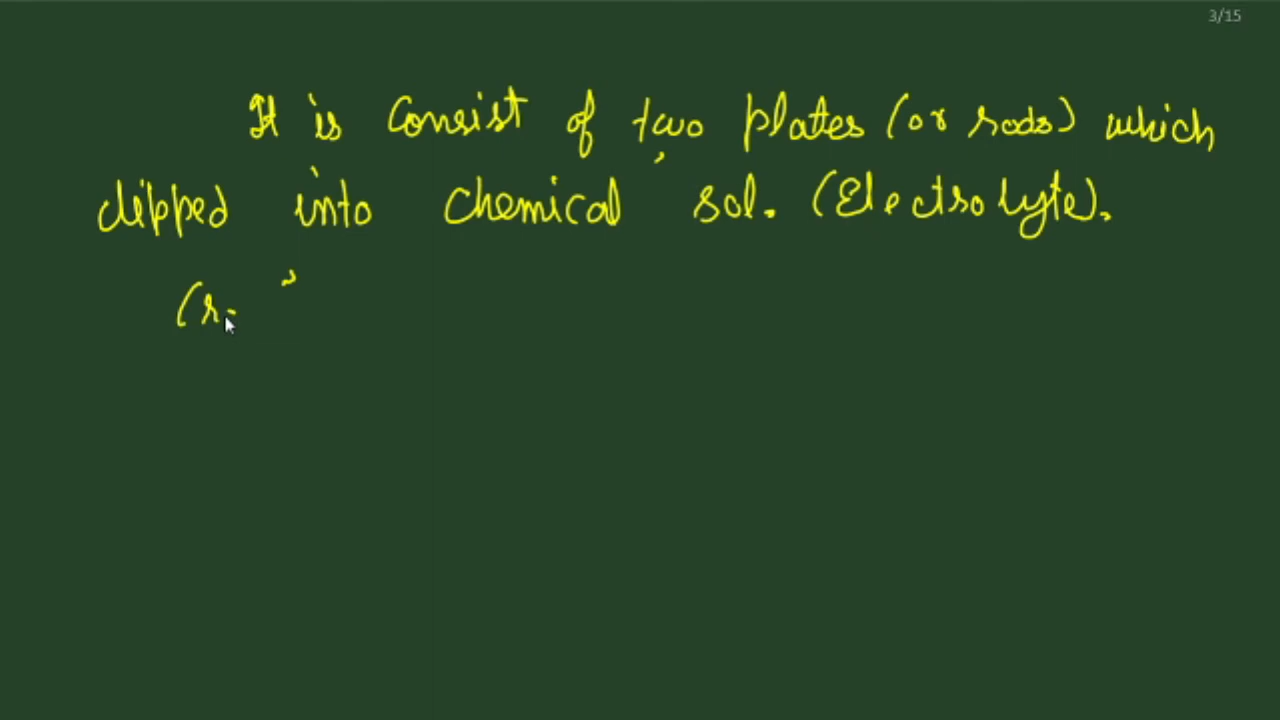 3/15
It is consist of two plates (or rods) which
dipped into chemical sol. (Electrolyte).